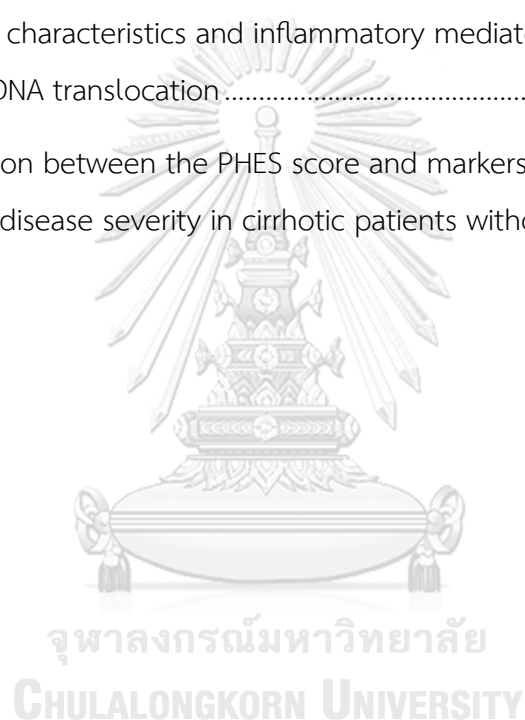 characteristics and inflammatory mediat
DNA translocation................................................
on between the PHES score and markers
disease severity in cirrhotic patients witho
จุฬาลงกรณ์มหาวิทยาลัย
CHULALONGKORN UNIVERSITY